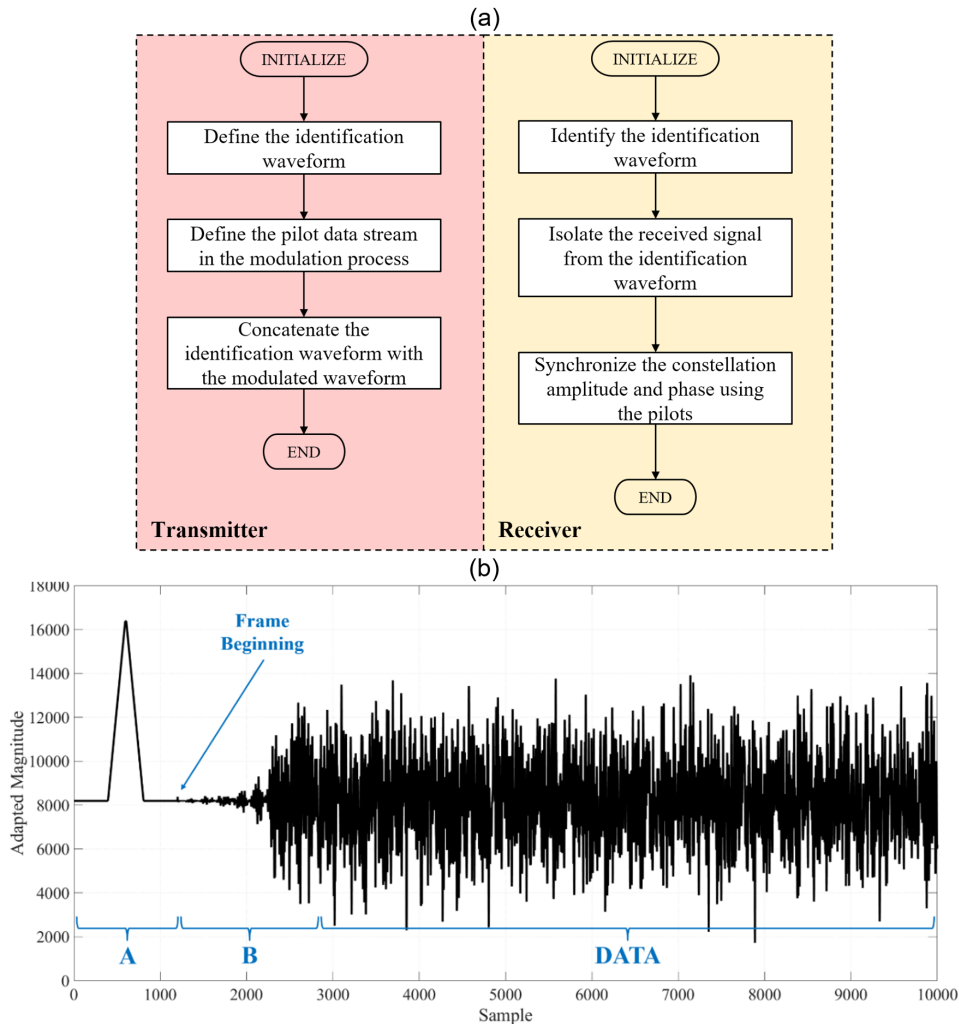 (a)
INITIALIZE
Define the identification
waveform
Define the pilot data stream
in the modulation process
Concatenate the
identification waveform with
the modulated waveform
END
Transmitter
INITIALIZE
Identify the identification
waveform
Isolate the received signal
from the identification
waveform
Synchronize the constellation
amplitude and phase using
the pilots
END
Receiver
(b)
Adapted Magnitude
18000
16000
14000
12000
10000
8000
6000
4000
2000
0
Frame
Beginning
A
B
DATA
0 1000 2000 3000 4000 5000 6000 7000 8000 9000 10000
Sample